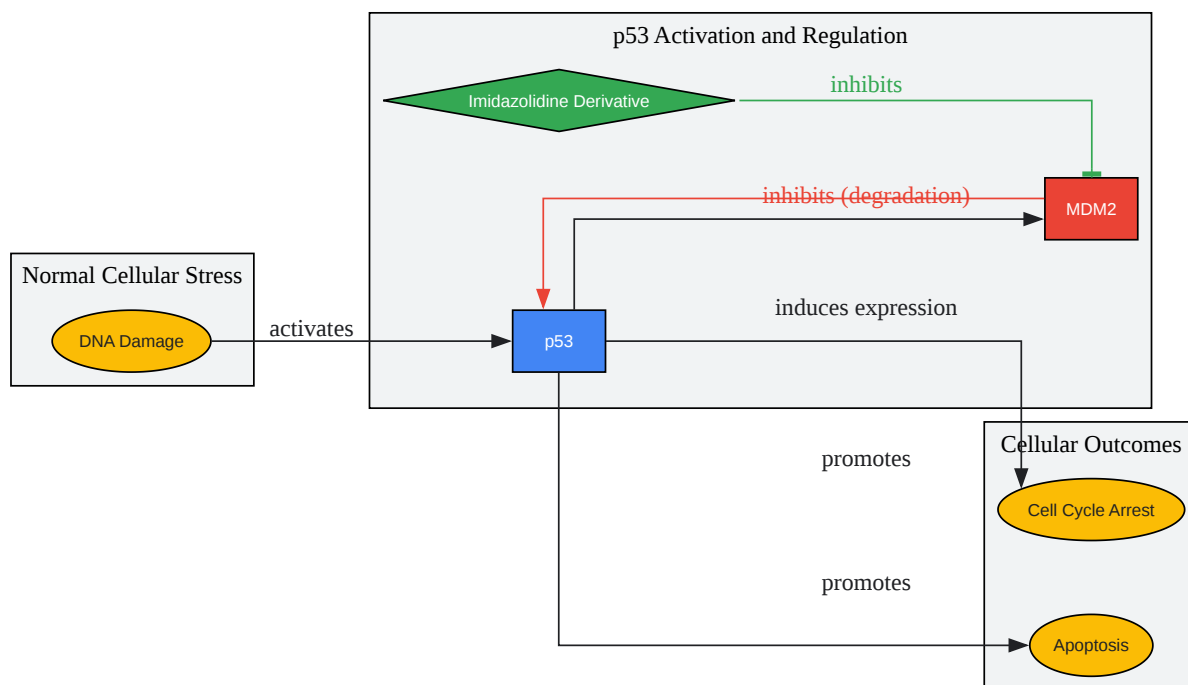 p53 Activation and Regulation
Imidazolidine Derivative
inhibits
inhibits (degradation)
MDM2
Normal Cellular Stress
DNA Damage
activates
p53
induces expression
promotes
Cellular Outcomes
Cell Cycle Arrest
promotes
Apoptosis